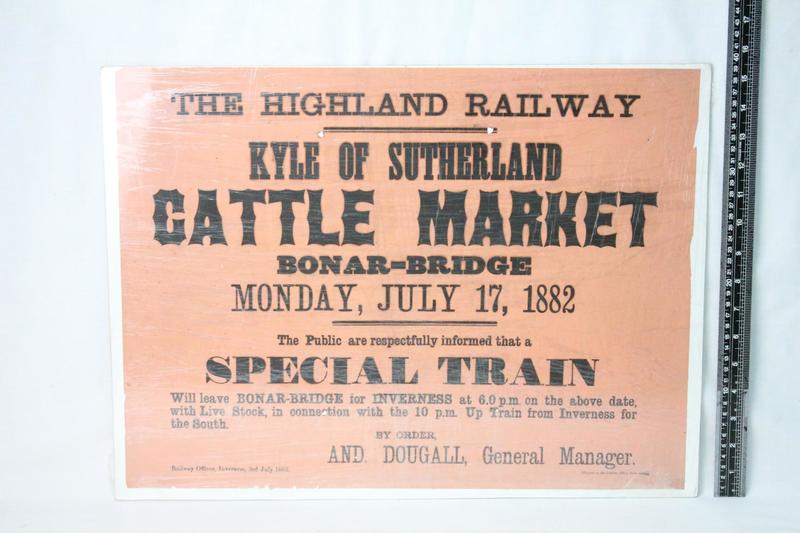 THE HIGHLAND RAILWAY
KYLE OF SUTHERLAND
CATTLE MARKET
BONAR-BRIDGE
MONDAY, JULY 17, 1882
The Public are respectfully informed that a
SPECIAL TRAIN
Will leave BONAR-BRIDGE for INVERNESS at 6.0 p.m. on the above date,
with Live Stock, in connection with the 10 p.m. Up Train from Inverness for
the South.
BY ORDER,
AND. DOUGALL, General Manager.
Railway Offices, Inverness, 3rd July 1882.